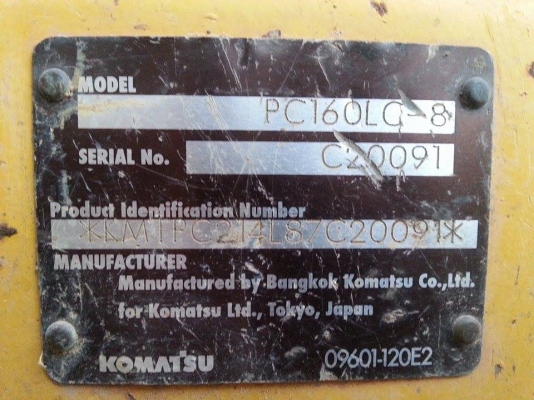 MODEL
PC160LC-8
SERIAL No.
C20091
Product Identification Number
*KMTPC214L87C20091*
MANUFACTURER
Manufactured by Bangkok Komatsu Co.,Ltd.
for Komatsu Ltd., Tokyo, Japan
KOMATSU
09601-120E2